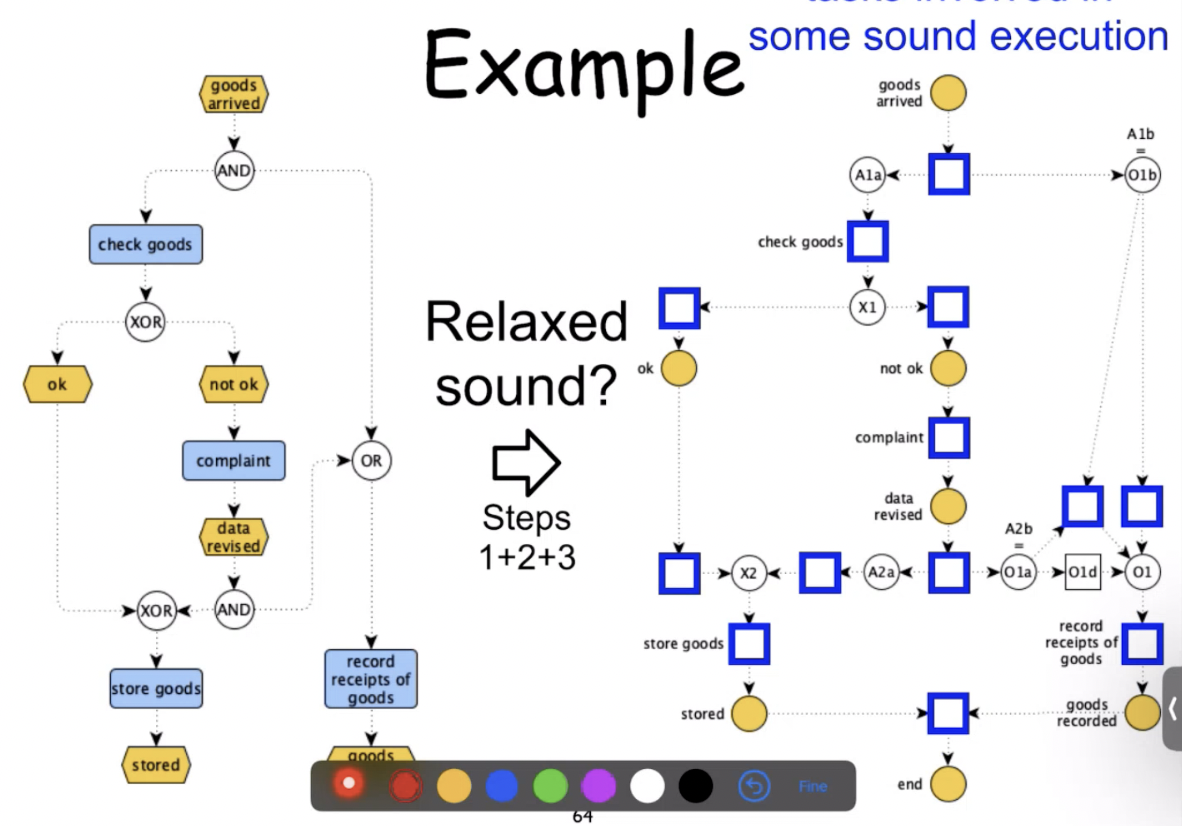 some sound execution
Example
goods
arrived
AND
check goods
XOR
ok
not ok
complaint
OR
data
revised
XOR
AND
store goods
record
receipts of
goods
stored
goods
Relaxed
sound?
Steps
1+2+3
goods
arrived
A1b
=
A1a
O1b
check goods
X1
ok
not ok
complaint
data
revised
A2b
=
X2
A2a
O1a
O1d
O1
store goods
record
receipts of
goods
stored
goods
recorded
end
Fine
64